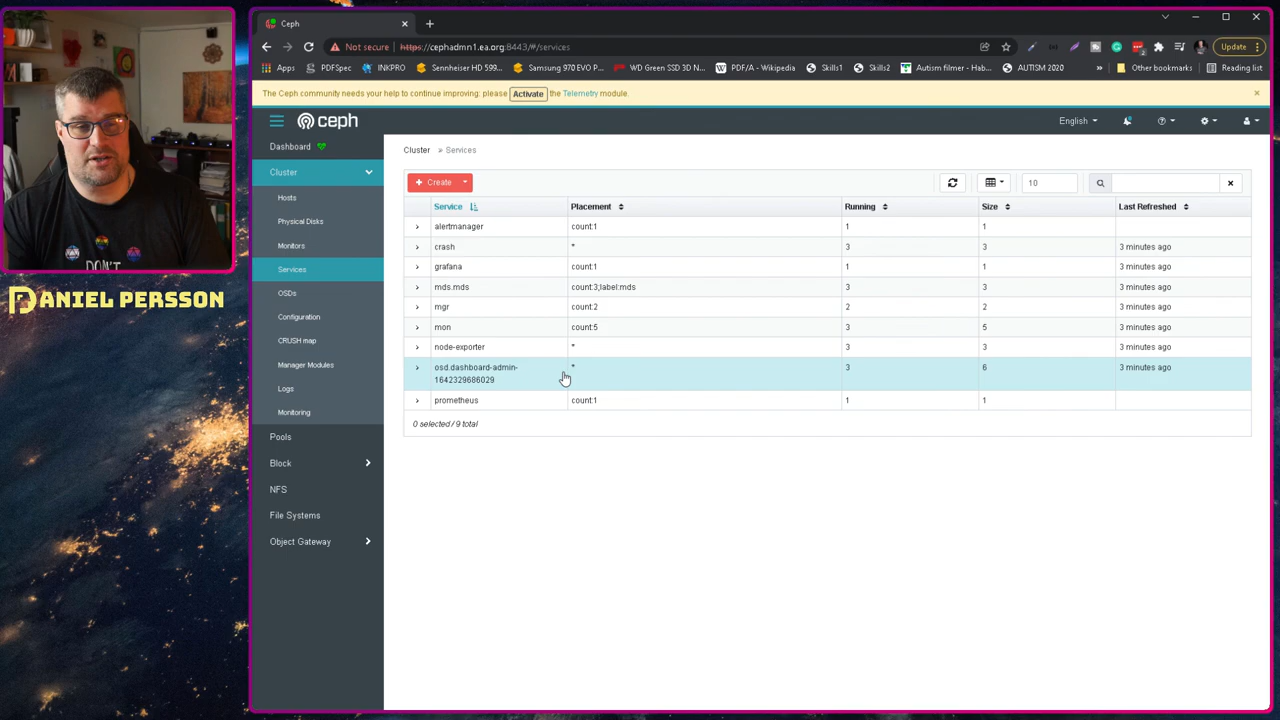 Ceph
Not secure
https://cephadmn1.ea.org:8443/#/services
Update
Apps
PDFSpec
INKPRO
Sennheiser HD 599...
Samsung 970 EVO P...
WD Green SSD 3D N...
PDF/A - Wikipedia
Skills1
Skills2
Autism filmer - Hab...
AUTISM 2020
»
Other bookmarks
Reading list
The Ceph community needs your help to continue improving: please Activate the Telemetry module.
ceph
English
Dashboard
Cluster
Hosts
Physical Disks
Monitors
Services
OSDs
Configuration
CRUSH map
Manager Modules
Logs
Monitoring
Pools
Block
NFS
File Systems
Object Gateway
Cluster » Services
+ Create
10
Service Placement Running Size Last Refreshed
alertmanager count:1 1 1
crash * 3 3 3 minutes ago
grafana count:1 1 1 3 minutes ago
mds.mds count:3;label:mds 3 3 3 minutes ago
mgr count:2 2 2 3 minutes ago
mon count:5 3 5 3 minutes ago
node-exporter * 3 3 3 minutes ago
osd.dashboard-admin- * 3 6 3 minutes ago
1642329686029
prometheus count:1 1 1
0 selected / 9 total
DON'T
DANIEL PERSSON